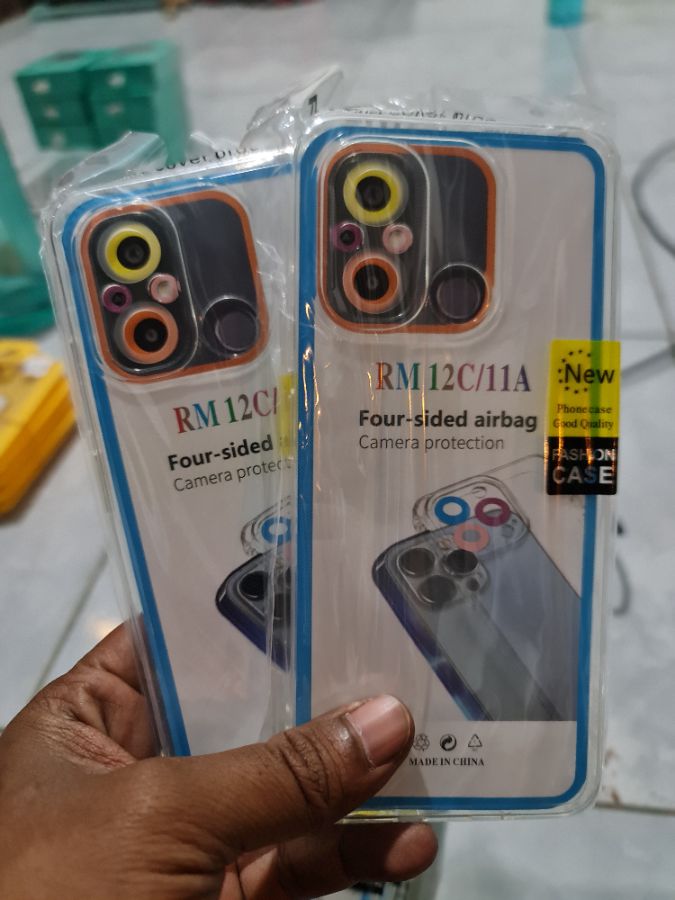 RM 12C/
Four-sided
Camera protec
RM 12C/11A
Four-sided airbag
Camera protection
:New
Phone case
Good Quality
FASHION
CASE
MADE IN CHINA